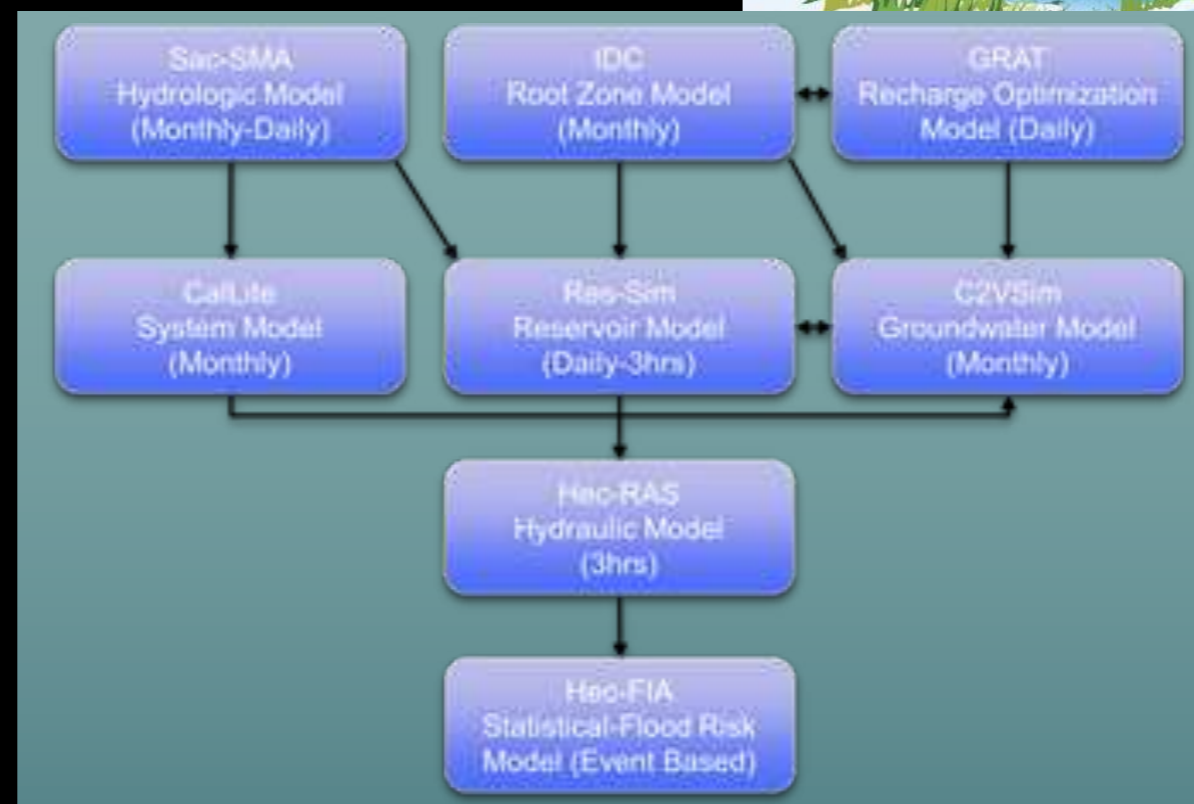 Sac-SMA
Hydrologic Model
(Monthly-Daily)
IDC
Root Zone Model
(Monthly)
GRAT
Recharge Optimization
Model (Daily)
CalLite
System Model
(Monthly)
Res-Sim
Reservoir Model
(Daily-3hrs)
C2VSim
Groundwater Model
(Monthly)
Hec-RAS
Hydraulic Model
(3hrs)
Hec-FIA
Statistical-Flood Risk
Model (Event Based)